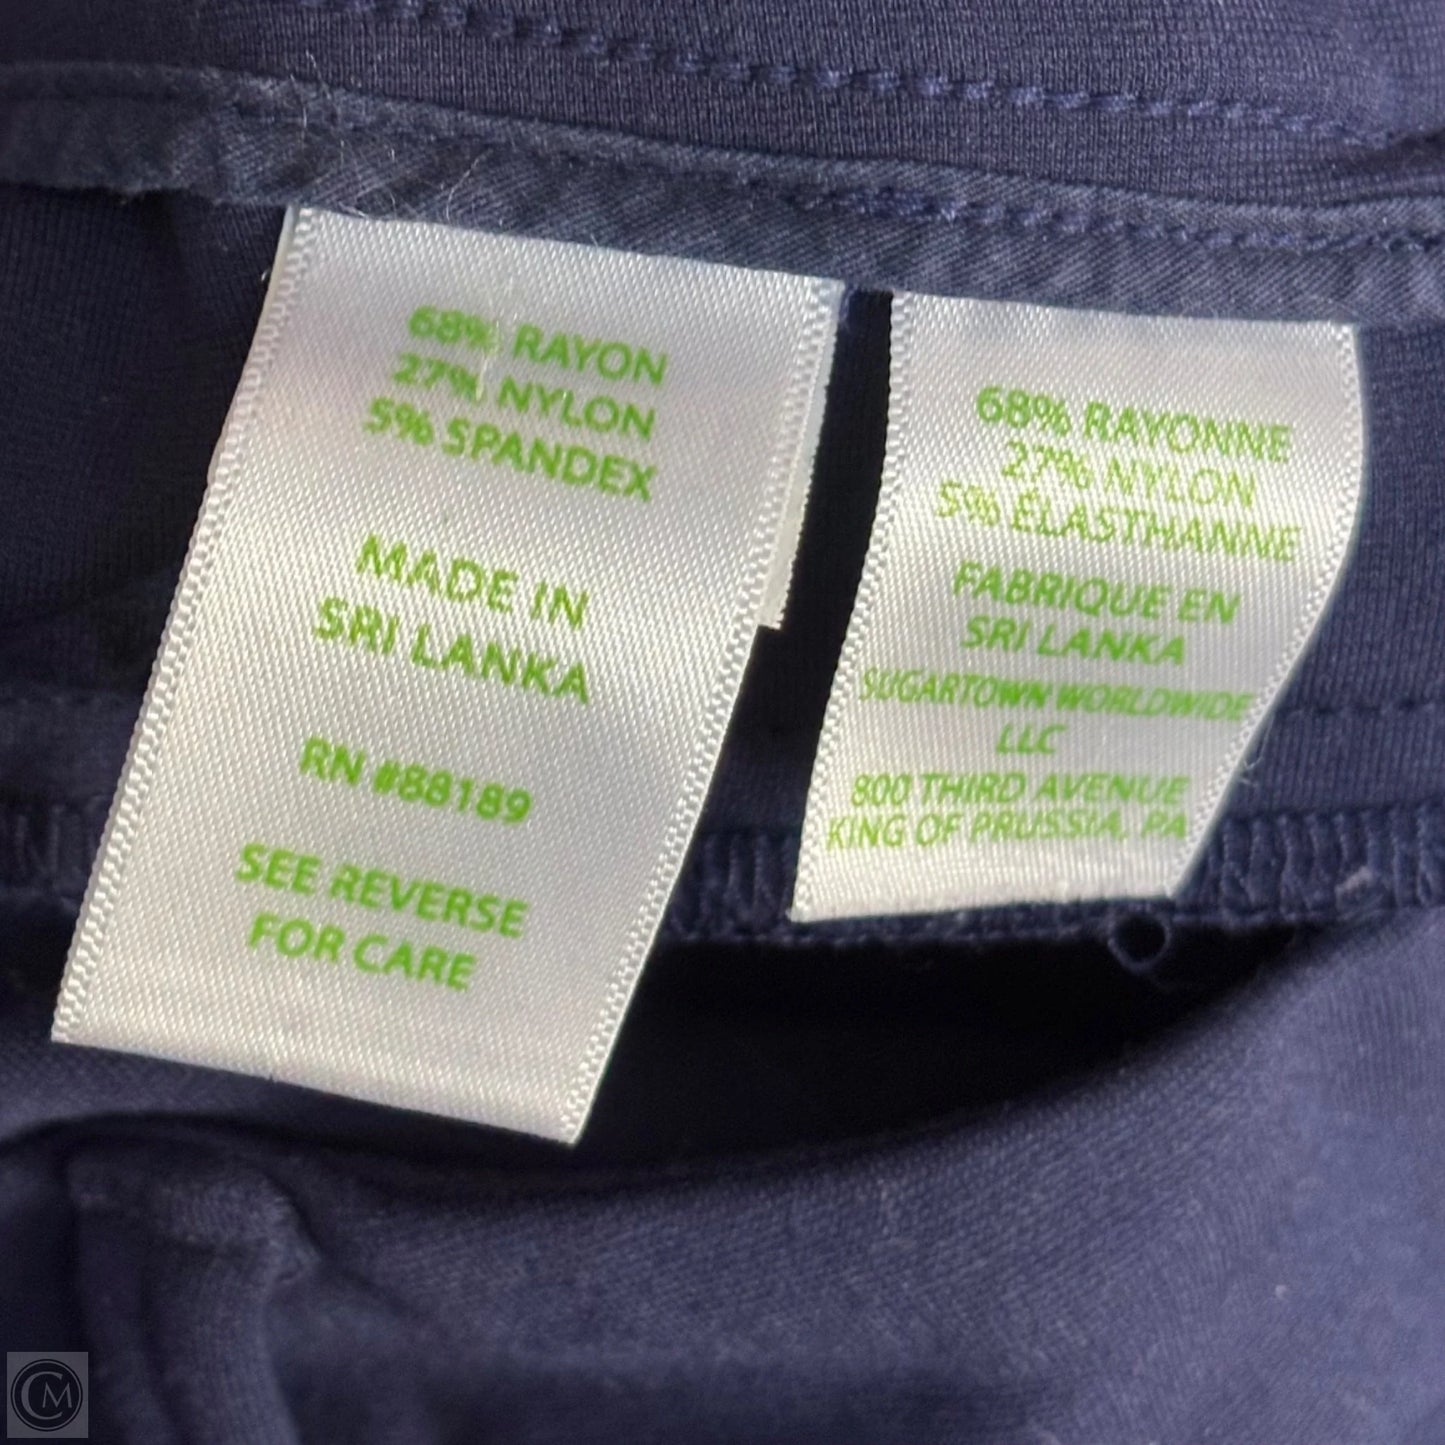 68% RAYON
27% NYLON
5% SPANDEX
MADE IN
SRI LANKA
RN #88189
SEE REVERSE
FOR CARE
68% RAYONNE
27% NYLON
5% ÉLASTHANNE
FABRIQUE EN
SRI LANKA
SUGARTOWN WORLDWIDE
LLC
800 THIRD AVENUE
KING OF PRUSSIA, PA
CM